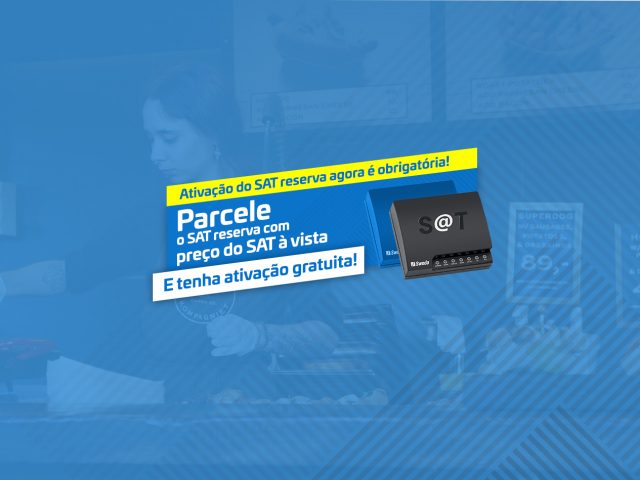 Ativação do SAT reserva agora é obrigatória!
Parcele
o SAT reserva com
preço do SAT à vista
E tenha ativação gratuita!
S@T
Sweda
SUPERDOG
89,-